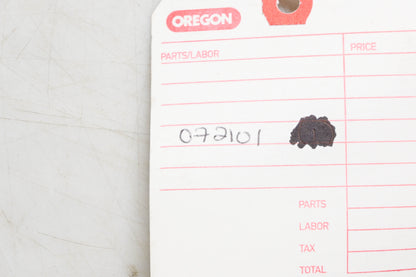 OREGON
PARTS/LABOR PRICE
072101
PARTS
LABOR
TAX
TOTAL